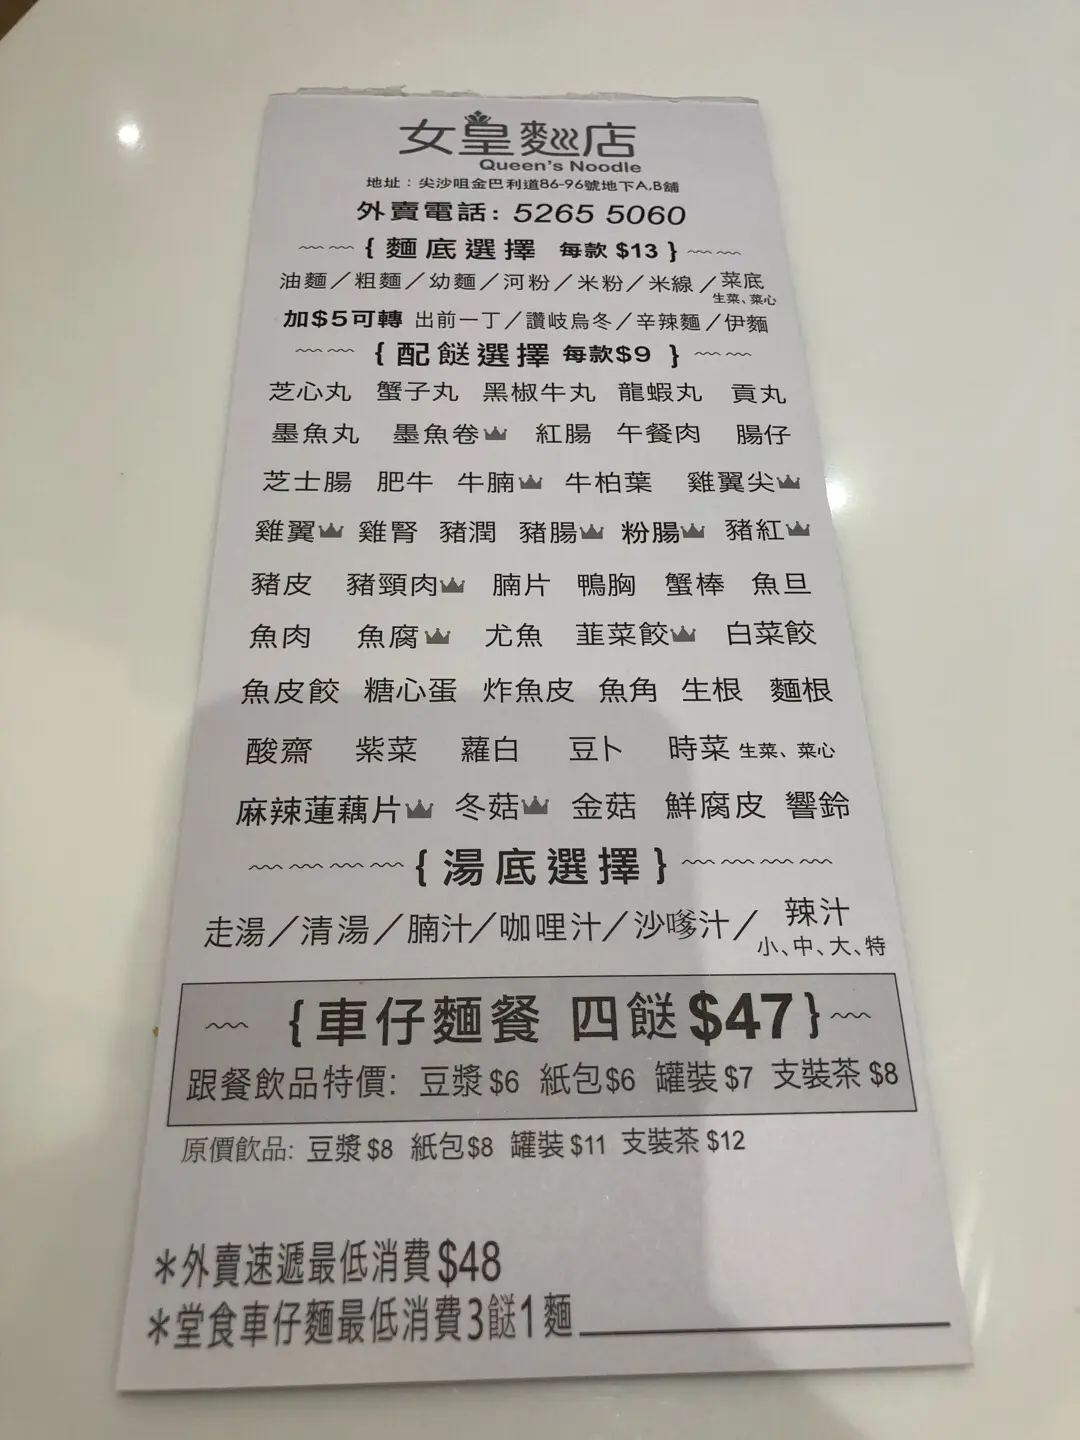 女皇麵店
Queen's Noodle
地址：尖沙咀金巴利道86-96號地下A,B舖
外賣電話: 5265 5060
{ 麵底選擇 每款 $13 }
油麵／粗麵／幼麵／河粉／米粉／米線／菜底
生菜、菜心
加$5可轉 出前一丁／讚岐烏冬／辛辣麵／伊麵
{ 配餸選擇 每款$9 }
芝心丸 蟹子丸 黑椒牛丸 龍蝦丸 貢丸
墨魚丸 墨魚卷 紅腸 午餐肉 腸仔
芝士腸 肥牛 牛腩 牛柏葉 雞翼尖
雞翼 雞腎 豬潤 豬腸 粉腸 豬紅
豬皮 豬頸肉 腩片 鴨胸 蟹棒 魚旦
魚肉 魚腐 尤魚 韮菜餃 白菜餃
魚皮餃 糖心蛋 炸魚皮 魚角 生根 麵根
酸齋 紫菜 蘿白 豆卜 時菜 生菜、菜心
麻辣蓮藕片 冬菇 金菇 鮮腐皮 響鈴
{ 湯底選擇 }
走湯／清湯／腩汁／咖哩汁／沙嗲汁／辣汁
小、中、大、特
{ 車仔麵餐 四餸 $47 }
跟餐飲品特價: 豆漿 $6 紙包$6 罐裝 $7 支裝茶 $8
原價飲品: 豆漿 $8 紙包$8 罐裝 $11 支裝茶 $12
＊外賣速遞最低消費 $48
＊堂食車仔麵最低消費3餸1麵